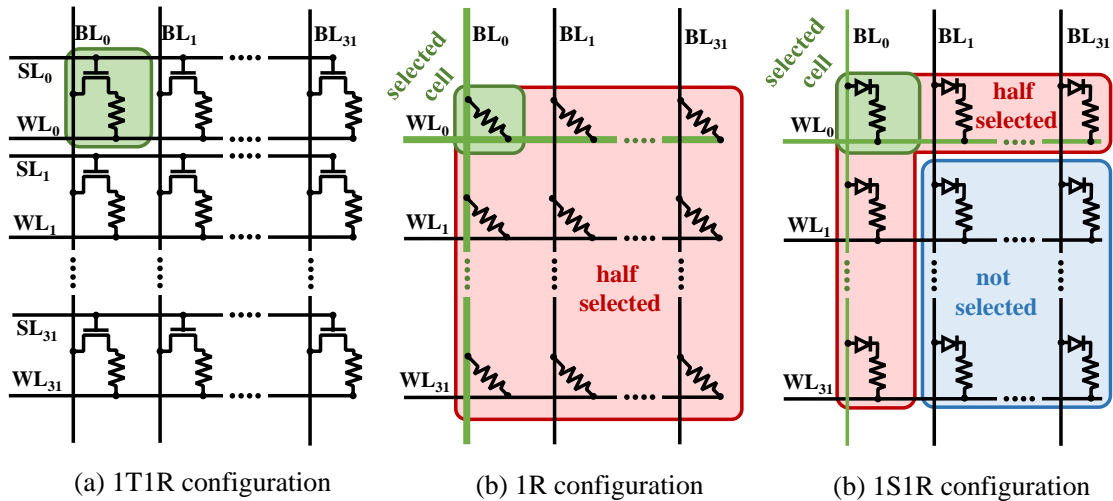 BL0 BL1 BL31
SL0
WL0
SL1
WL1
SL31
WL31
(a) 1T1R configuration
selected
cell
BL0 BL1 BL31
WL0
WL1
half
selected
WL31
(b) 1R configuration
selected
cell
BL0 BL1 BL31
WL0
half
selected
WL1
not
selected
WL31
(b) 1S1R configuration